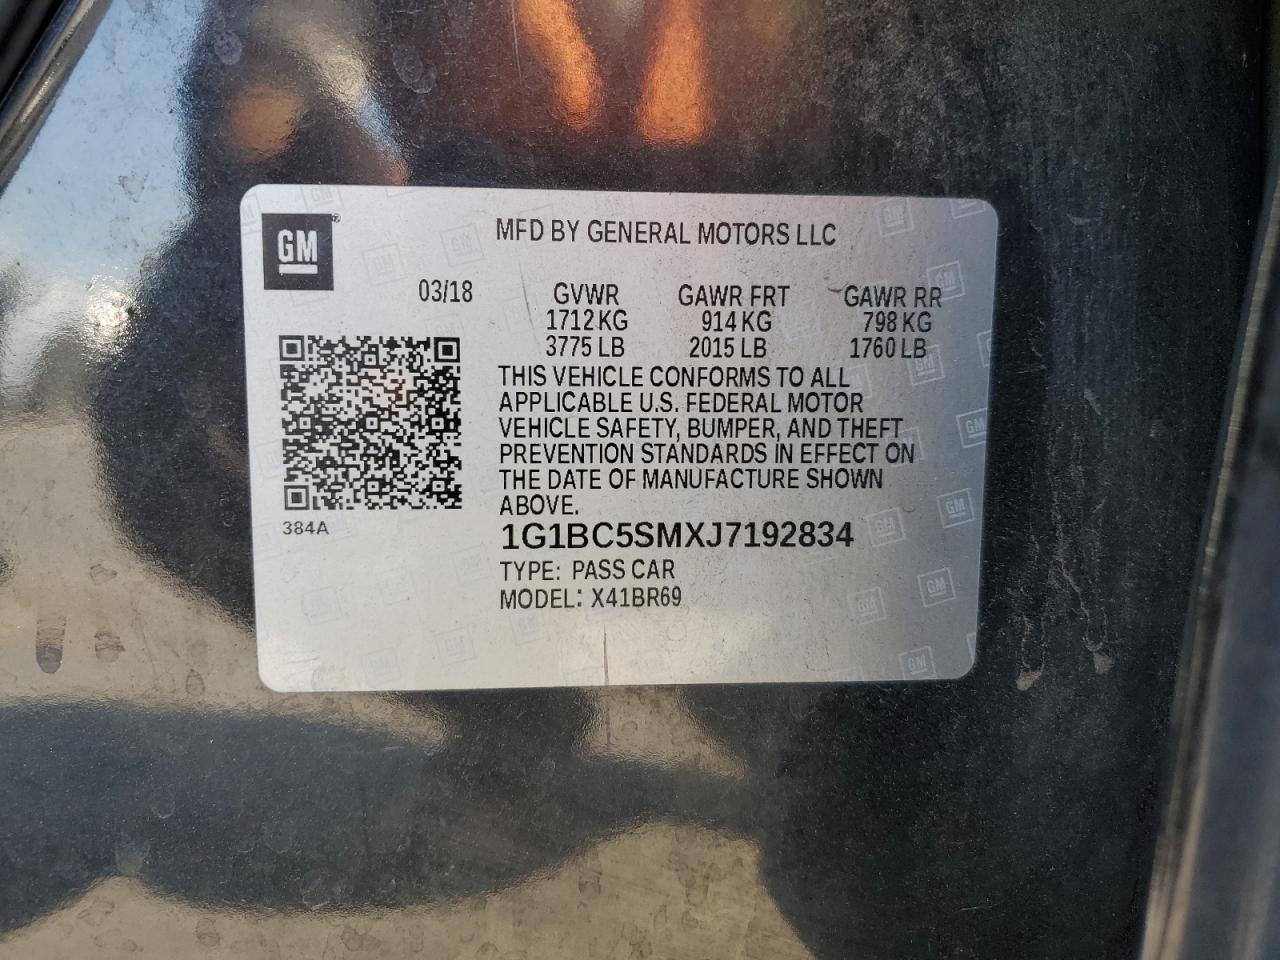 GM
MFD BY GENERAL MOTORS LLC
03/18 GVWR GAWR FRT GAWR RR
1712 KG 914 KG 798 KG
3775 LB 2015 LB 1760 LB
THIS VEHICLE CONFORMS TO ALL
APPLICABLE U.S. FEDERAL MOTOR
VEHICLE SAFETY, BUMPER, AND THEFT
PREVENTION STANDARDS IN EFFECT ON
THE DATE OF MANUFACTURE SHOWN
ABOVE.
384A
1G1BC5SMXJ7192834
TYPE: PASS CAR
MODEL: X41BR69